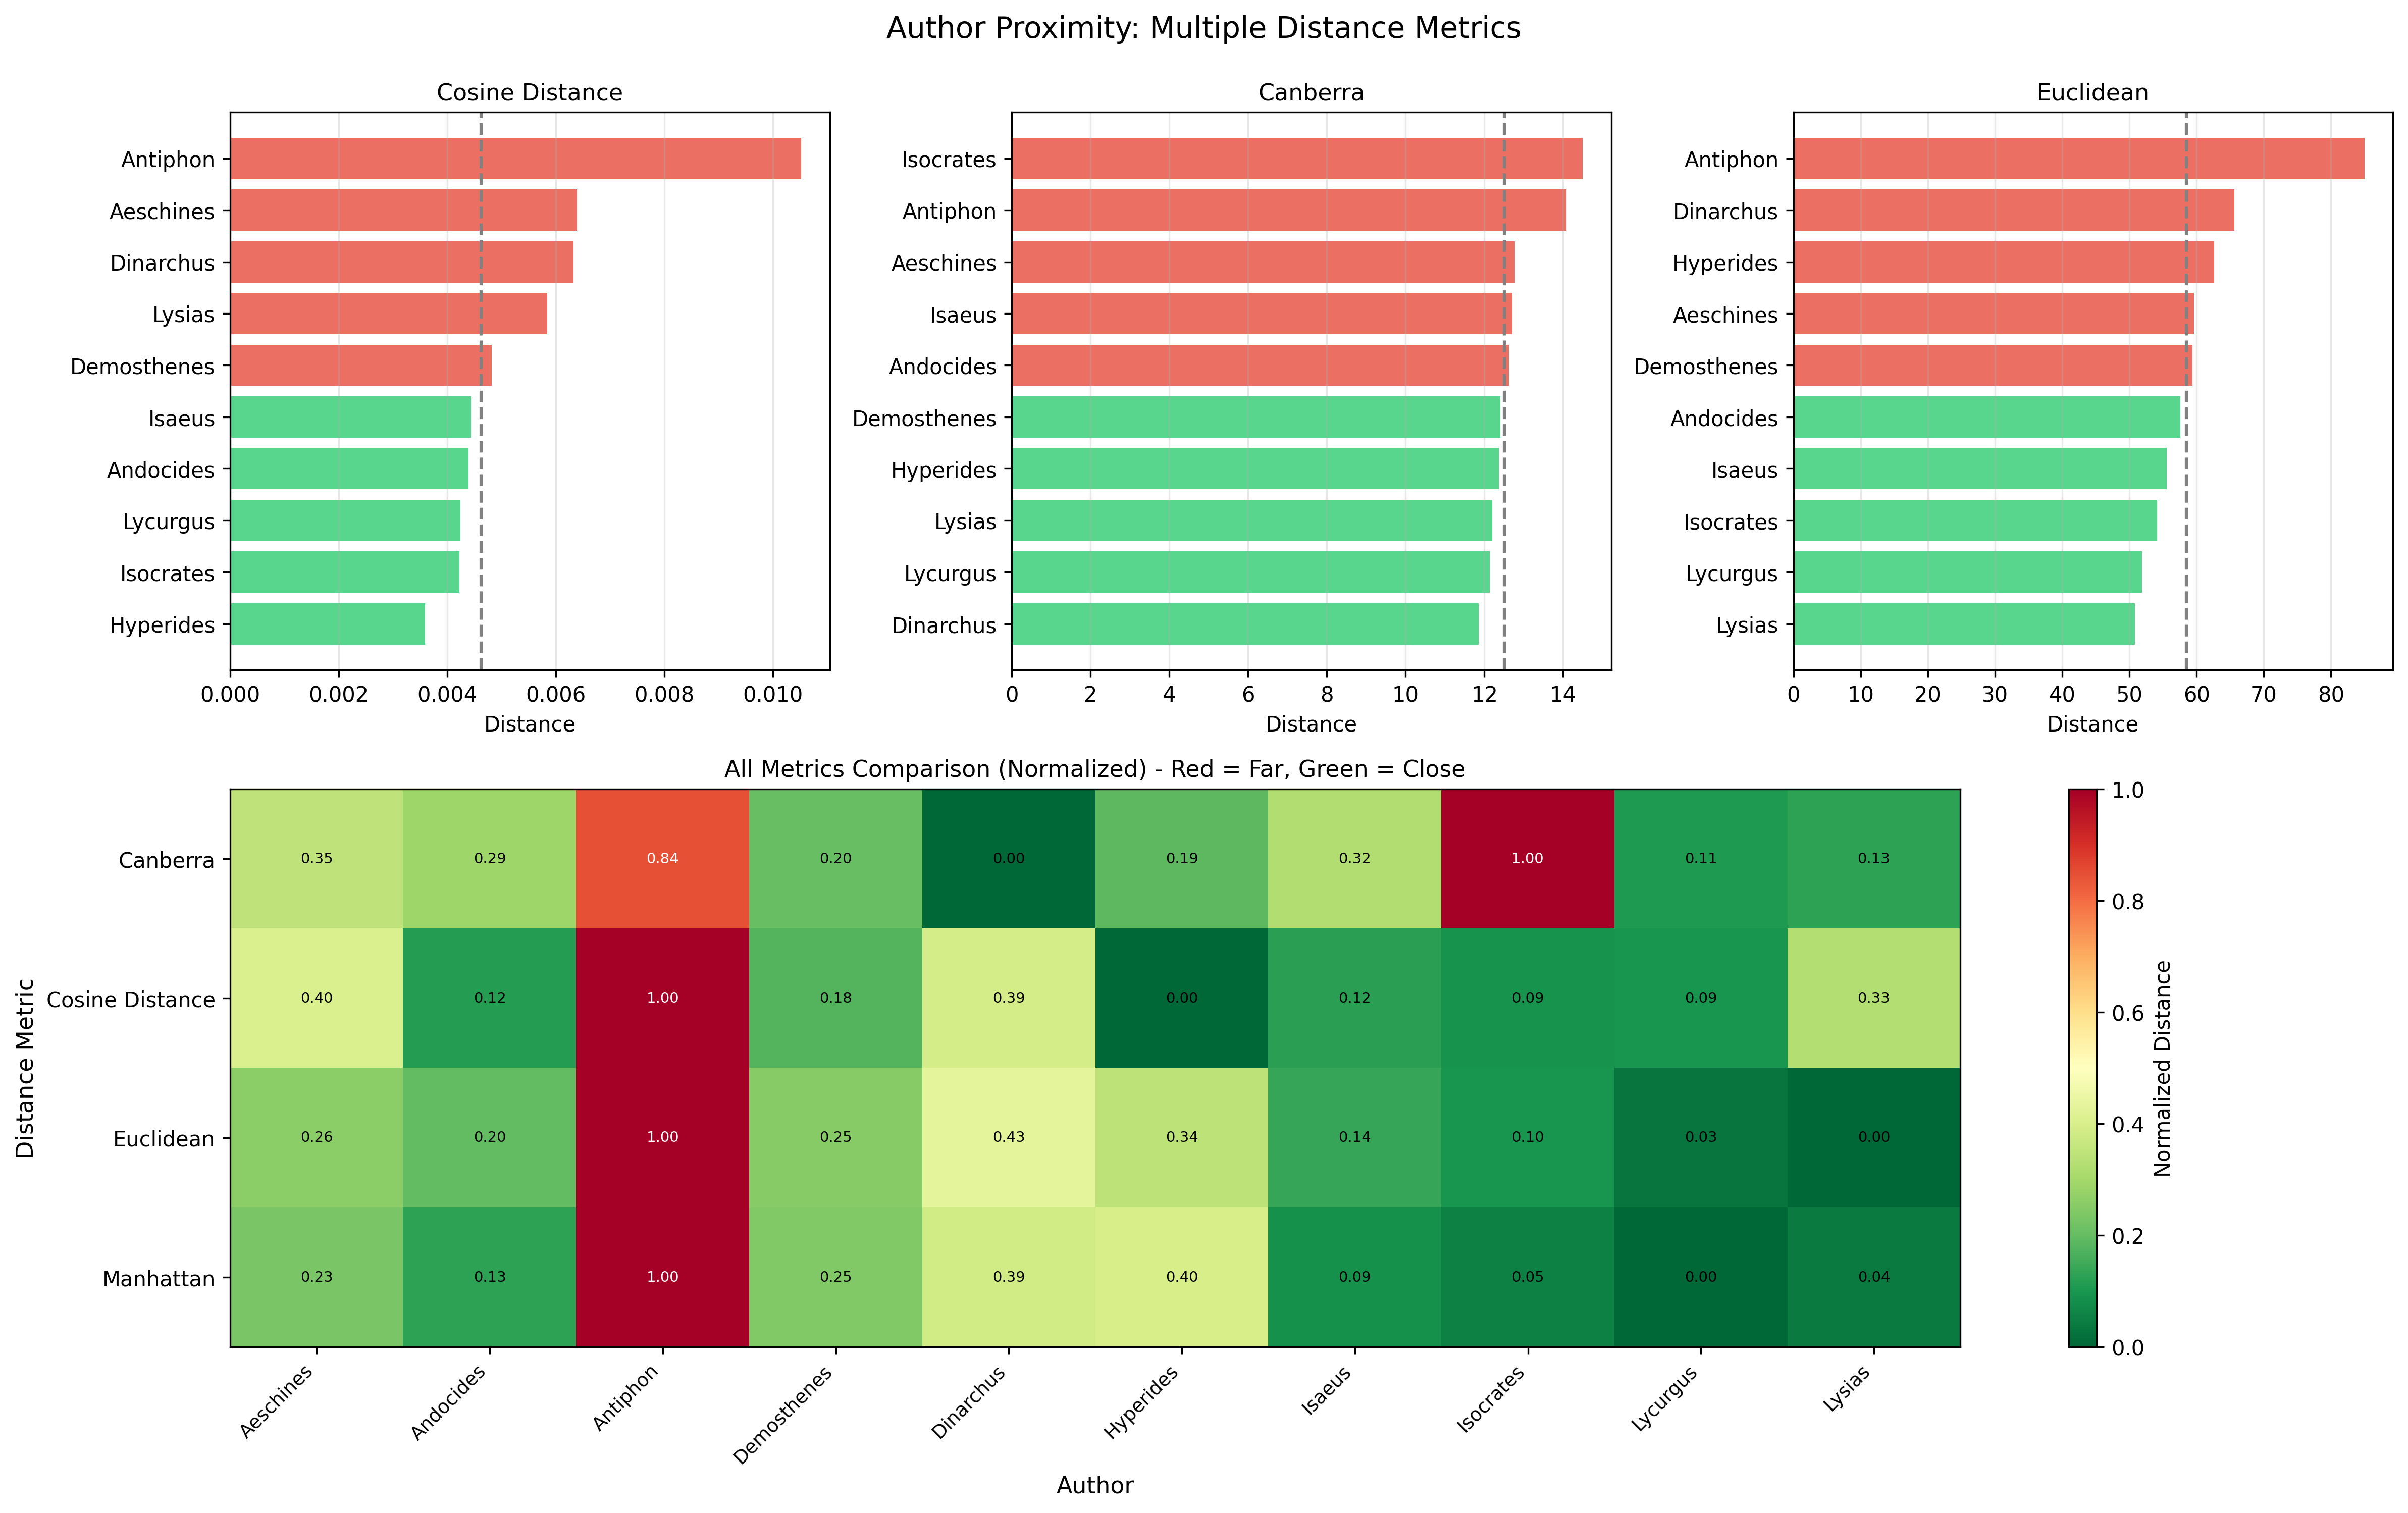 Author Proximity: Multiple Distance Metrics
Cosine Distance
Antiphon
Aeschines
Dinarchus
Lysias
Demosthenes
Isaeus
Andocides
Lycurgus
Isocrates
Hyperides
0.000 0.002 0.004 0.006 0.008 0.010
Distance
Canberra
Isocrates
Antiphon
Aeschines
Isaeus
Andocides
Demosthenes
Hyperides
Lysias
Lycurgus
Dinarchus
0 2 4 6 8 10 12 14
Distance
Euclidean
Antiphon
Dinarchus
Hyperides
Aeschines
Demosthenes
Andocides
Isaeus
Isocrates
Lycurgus
Lysias
0 10 20 30 40 50 60 70 80
Distance
All Metrics Comparison (Normalized) - Red = Far, Green = Close
Distance Metric
Canberra 0.35 0.29 0.84 0.20 0.00 0.19 0.32 1.00 0.11 0.13
Cosine Distance 0.40 0.12 1.00 0.18 0.39 0.00 0.12 0.09 0.09 0.33
Euclidean 0.26 0.20 1.00 0.25 0.43 0.34 0.14 0.10 0.03 0.00
Manhattan 0.23 0.13 1.00 0.25 0.39 0.40 0.09 0.05 0.00 0.04
Aeschines Andocides Antiphon Demosthenes Dinarchus Hyperides Isaeus Isocrates Lycurgus Lysias
Author
1.0
0.8
0.6
0.4
0.2
0.0
Normalized Distance